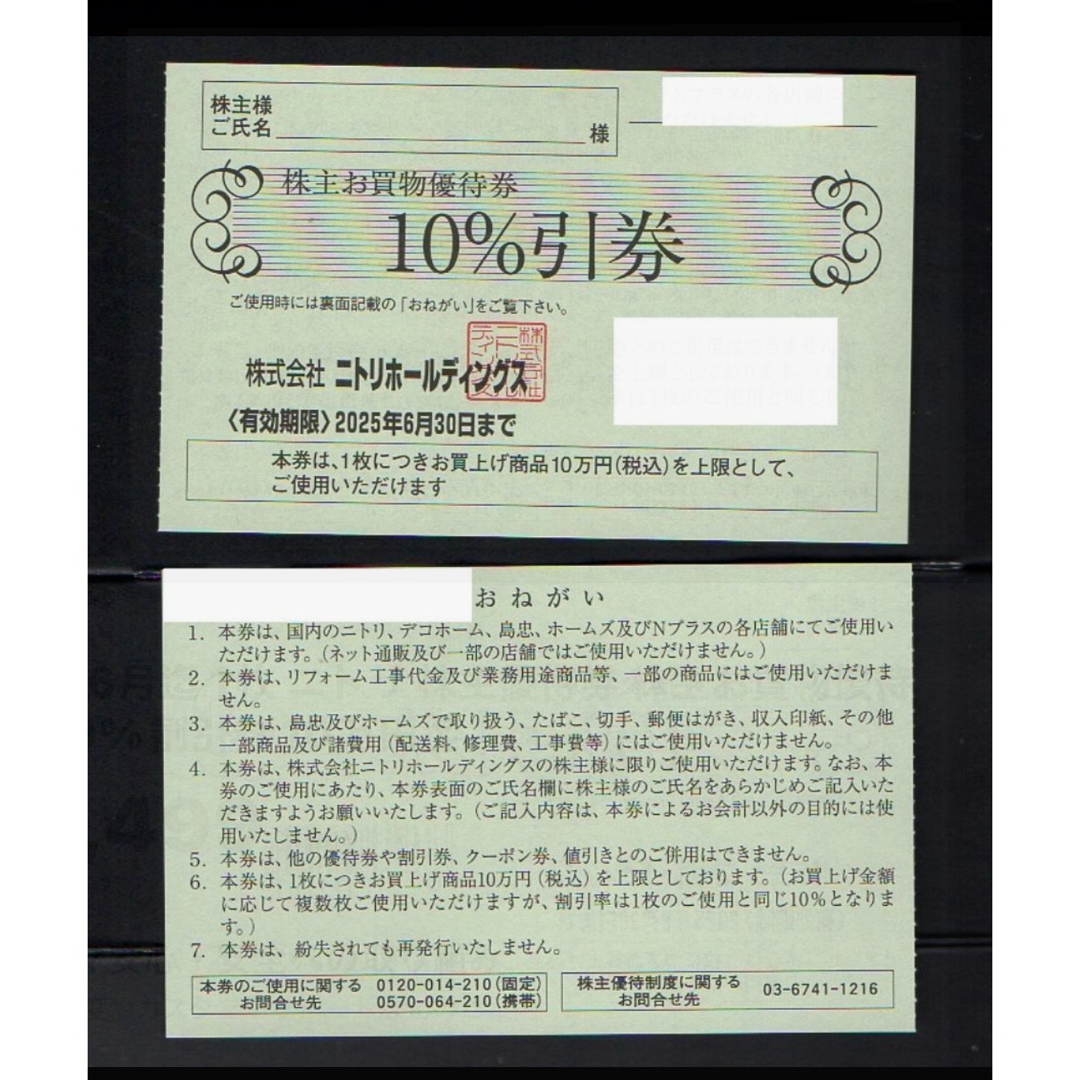 株主様
ご氏名 様
株主お買物優待券
10%引券
ご使用時には裏面記載の「おねがい」をご覧下さい。
株式会社 ニトリホールディングス
〈有効期限〉2025年6月30日まで
本券は、1枚につきお買上げ商品10万円(税込)を上限として、
ご使用いただけます
おねがい
1. 本券は、国内のニトリ、デコホーム、島忠、ホームズ及びNプラスの各店舗にてご使用い
ただけます。(ネット通販及び一部の店舗ではご使用いただけません。)
2. 本券は、リフォーム工事代金及び業務用途商品等、一部の商品にはご使用いただけま
せん。
3. 本券は、島忠及びホームズで取り扱う、たばこ、切手、郵便はがき、収入印紙、その他
一部商品及び諸費用(配送料、修理費、工事費等)にはご使用いただけません。
4. 本券は、株式会社ニトリホールディングスの株主様に限りご使用いただけます。なお、本
券のご使用にあたり、本券表面のご氏名欄に株主様のご氏名をあらかじめご記入いた
だきますようお願いいたします。(ご記入内容は、本券によるお会計以外の目的には使
用いたしません。)
5. 本券は、他の優待券や割引券、クーポン券、値引きとのご併用はできません。
6. 本券は、1枚につきお買上げ商品10万円(税込)を上限としております。(お買上げ金額
に応じて複数枚ご使用いただけますが、割引率は1枚のご使用と同じ10%となりま
す。)
7. 本券は、紛失されても再発行いたしません。
本券のご使用に関する 0120-014-210(固定)
お問合せ先 0570-064-210(携帯)
株主優待制度に関する
お問合せ先 03-6741-1216